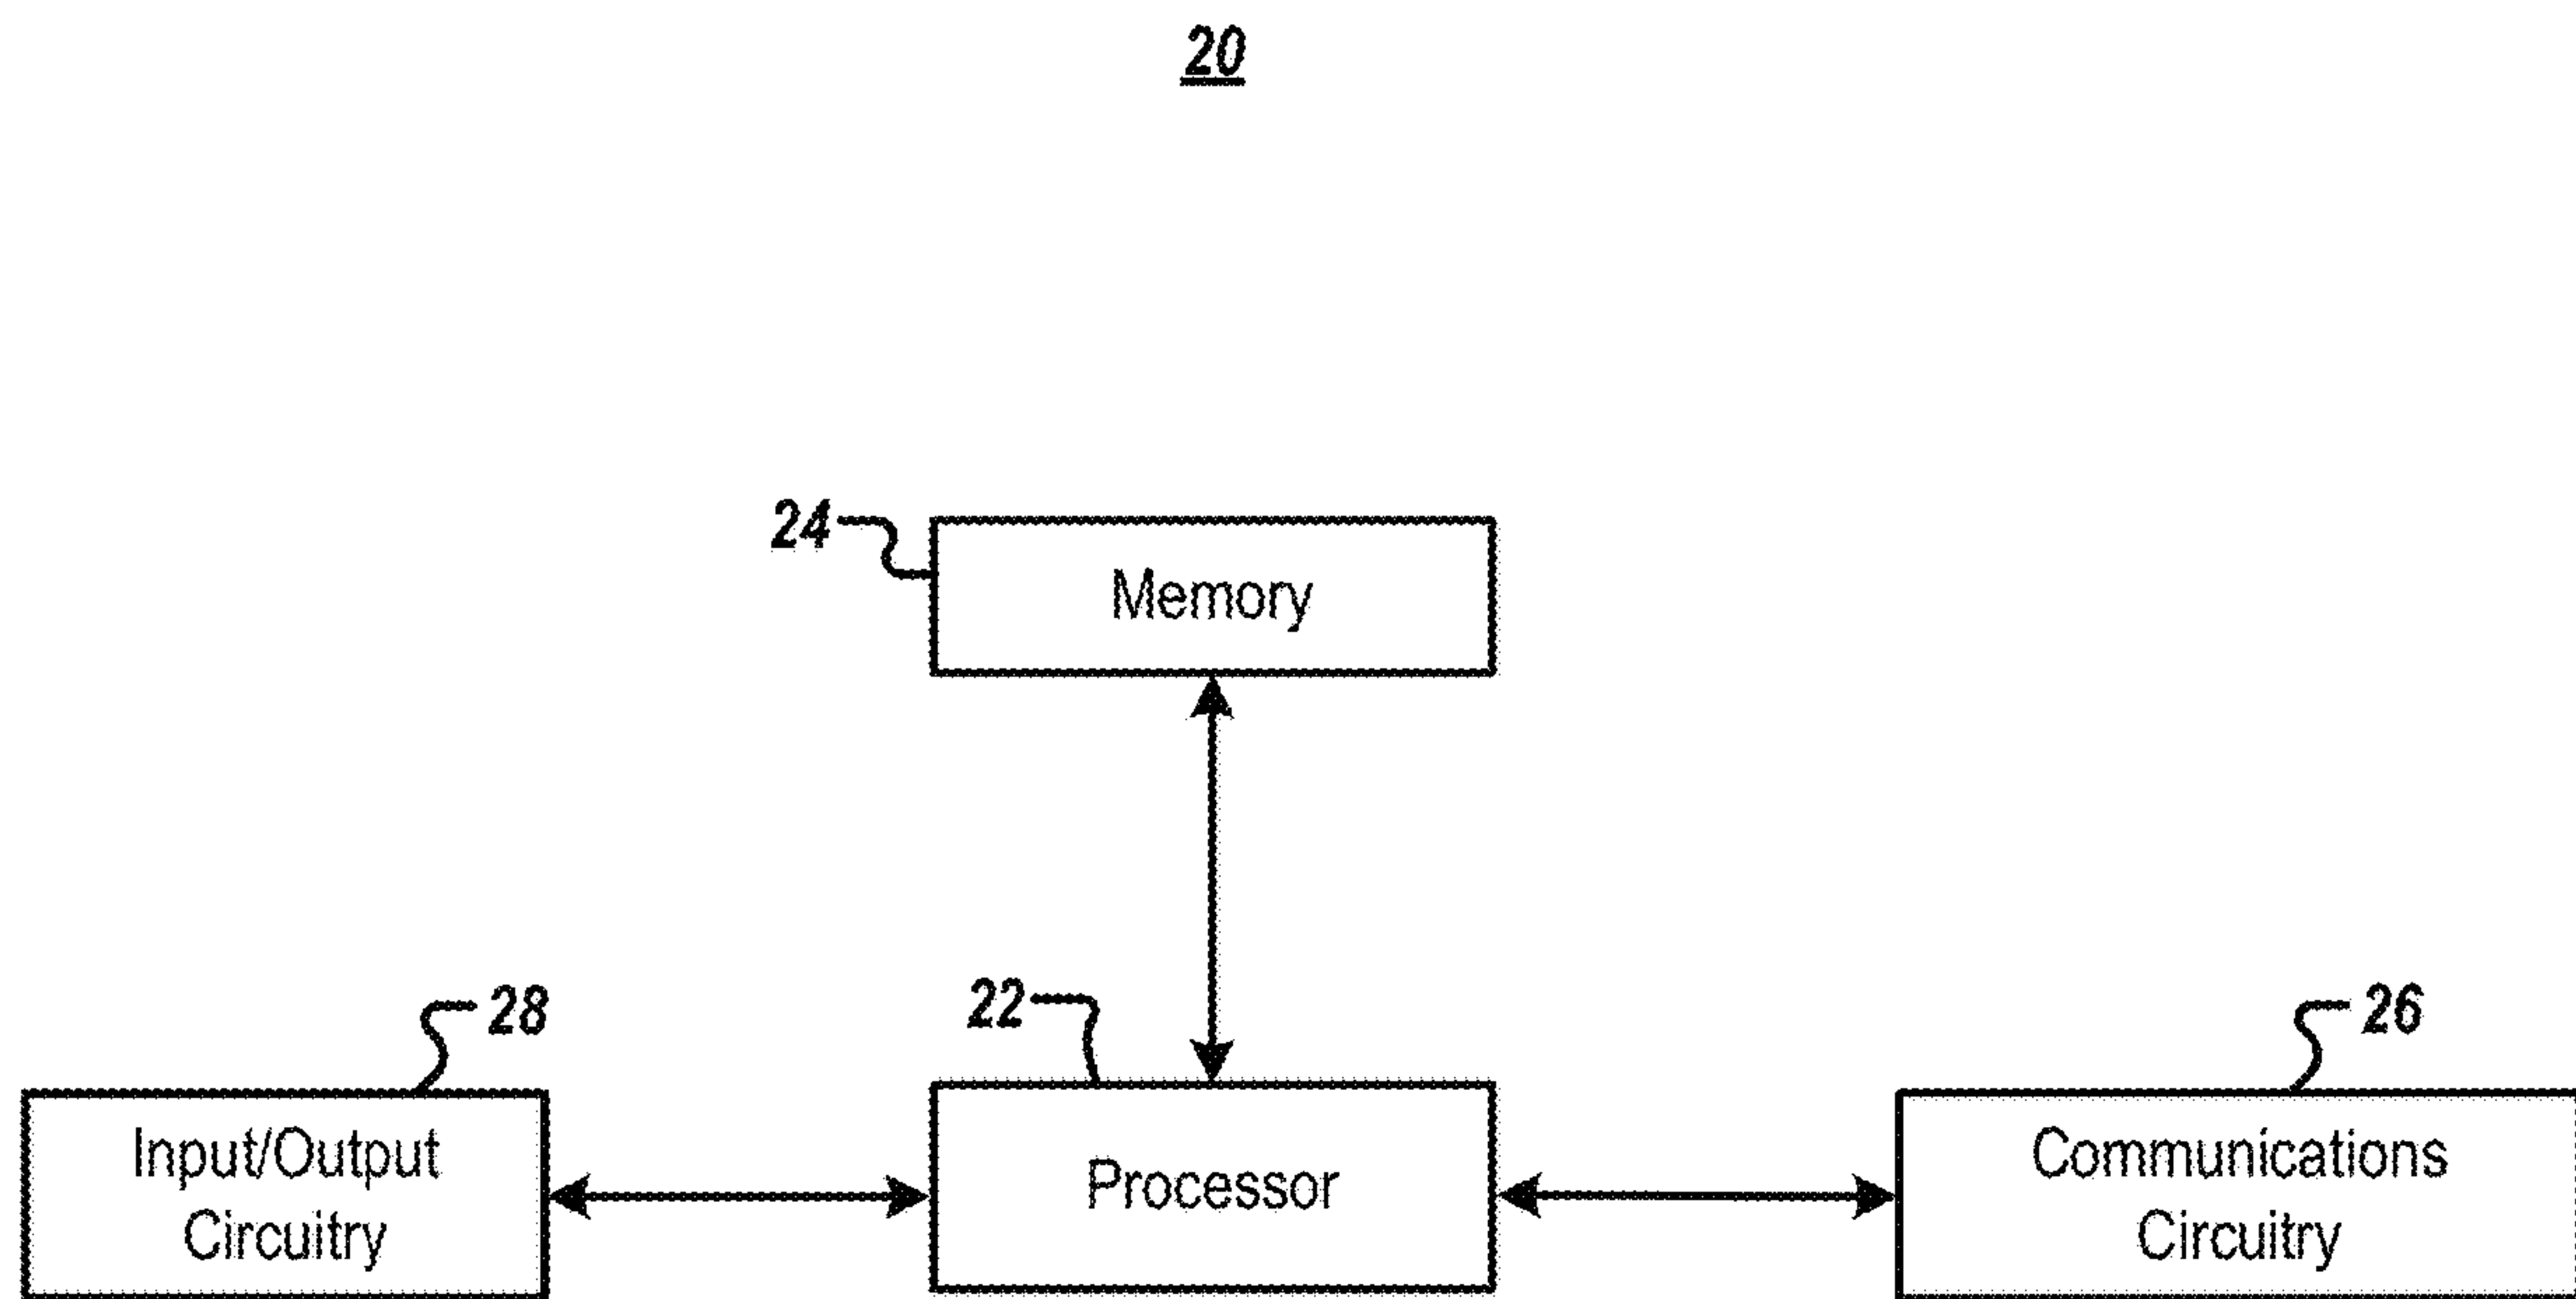 20
24
Memory
28
22
26
Input/Output
Circuitry
Processor
Communications
Circuitry